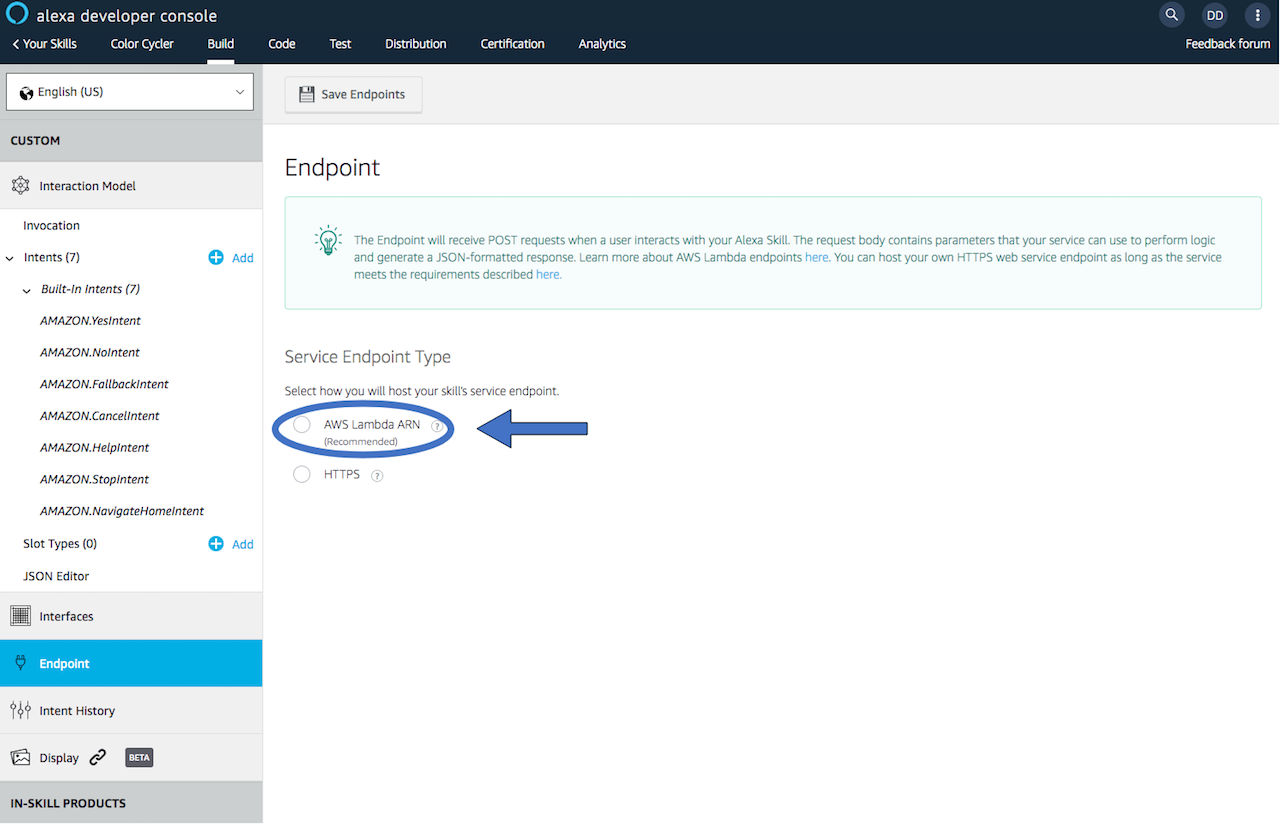 alexa developer console
DD
Your Skills
Color Cycler
Build
Code
Test
Distribution
Certification
Analytics
Feedback forum
English (US)
Save Endpoints
CUSTOM
Interaction Model
Invocation
Intents (7)
Add
Built-In Intents (7)
AMAZON.YesIntent
AMAZON.NoIntent
AMAZON.FallbackIntent
AMAZON.CancelIntent
AMAZON.HelpIntent
AMAZON.StopIntent
AMAZON.NavigateHomeIntent
Slot Types (0)
Add
JSON Editor
Interfaces
Endpoint
Intent History
Display
BETA
IN-SKILL PRODUCTS
Endpoint
The Endpoint will receive POST requests when a user interacts with your Alexa Skill. The request body contains parameters that your service can use to perform logic
and generate a JSON-formatted response. Learn more about AWS Lambda endpoints here. You can host your own HTTPS web service endpoint as long as the service
meets the requirements described here.
Service Endpoint Type
Select how you will host your skill's service endpoint.
AWS Lambda ARN ?
(Recommended)
HTTPS ?